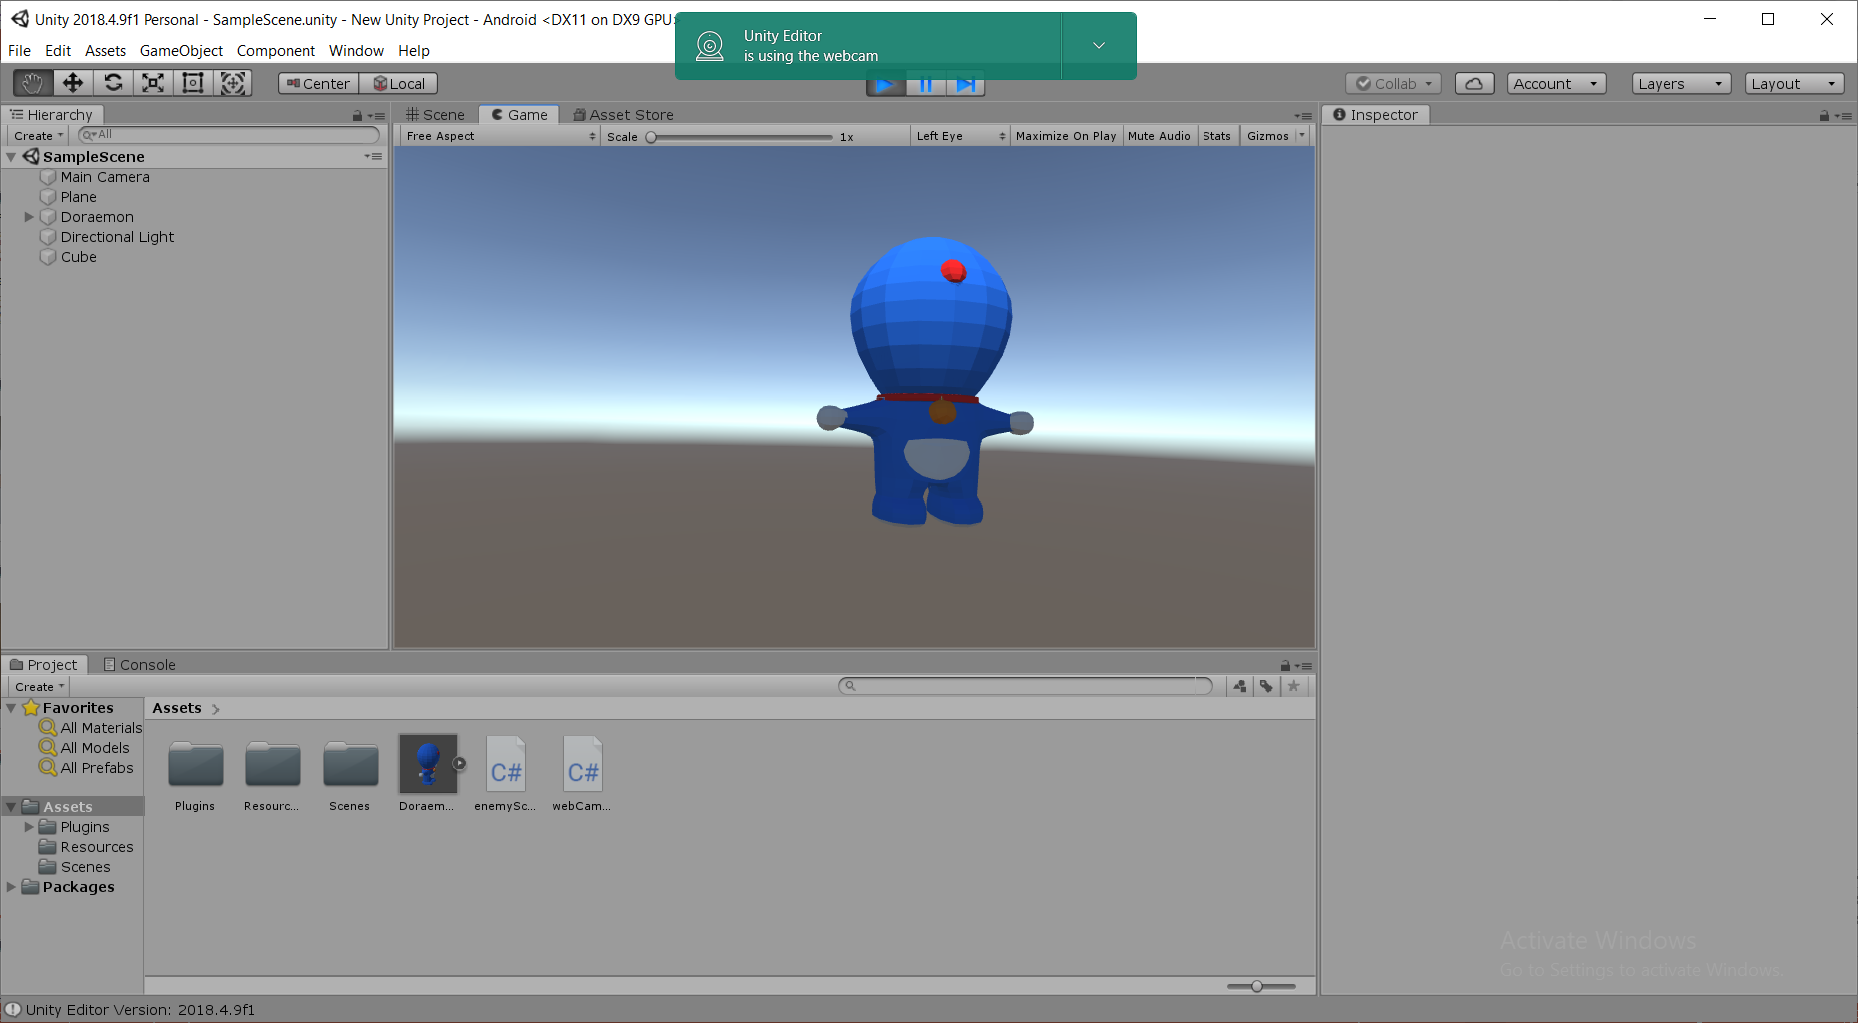 Unity 2018.4.9f1 Personal - SampleScene.unity - New Unity Project - Android <DX11 on DX9 GPU>
Unity Editor
is using the webcam
File Edit Assets GameObject Component Window Help
Center Local
Collab Account Layers Layout
Hierarchy
Create All
SampleScene
Main Camera
Plane
Doraemon
Directional Light
Cube
Scene Game Asset Store
Free Aspect Scale 1x Left Eye Maximize On Play Mute Audio Stats Gizmos
Inspector
Project Console
Create
Favorites
All Materials
All Models
All Prefabs
Assets
Plugins
Resources
Scenes
Packages
Assets
C# C#
Plugins Resourc... Scenes Doraem... enemySc... webCam...
Activate Windows
Go to Settings to activate Windows.
Unity Editor Version: 2018.4.9f1